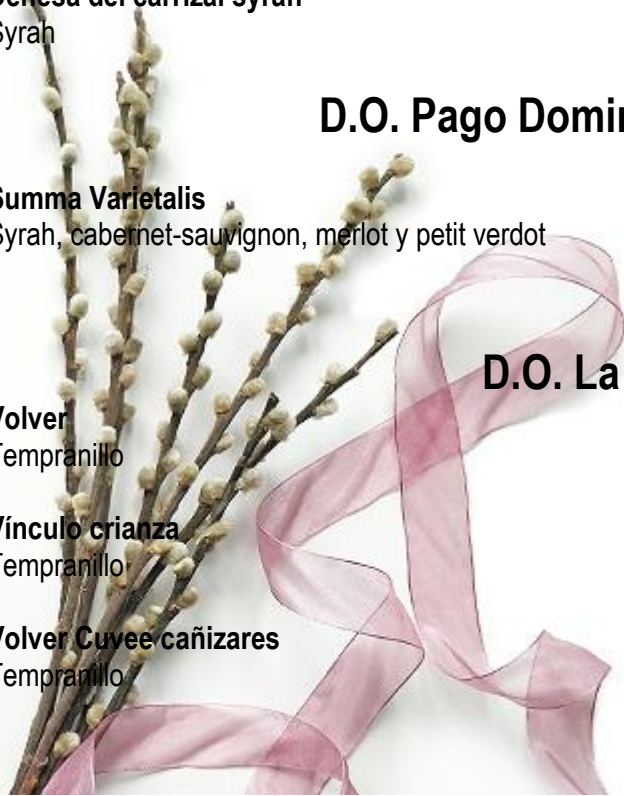 Dehesa del carrizal syrah
Syrah
D.O. Pago
Summa Varietalis
Syrah, cabernet-sauvignon, merlot y petit verdot
D.O. La
Volver
Tempranillo
Vínculo crianza
Tempranillo
Volver Cuvee cañizares
Tempranillo